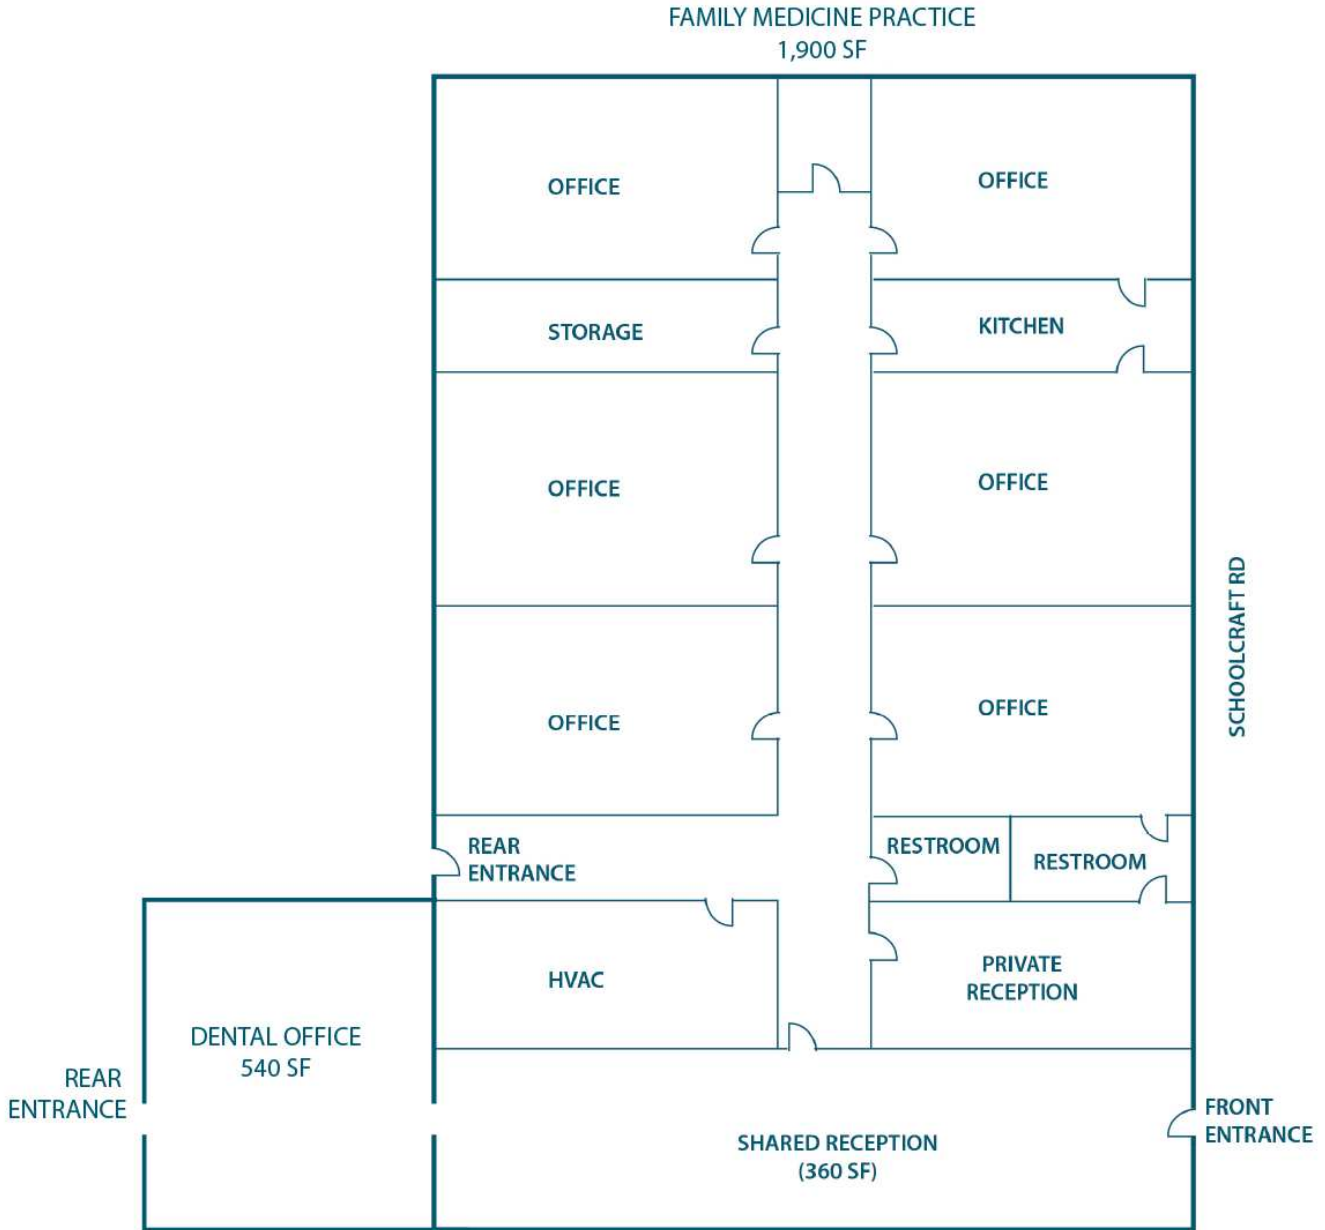 FAMILY MEDICINE PRACTICE
1,900 SF
OFFICE
OFFICE
STORAGE
KITCHEN
OFFICE
OFFICE
SCHOOLCRAFT RD
OFFICE
OFFICE
REAR
ENTRANCE
RESTROOM
RESTROOM
HVAC
PRIVATE
RECEPTION
DENTAL OFFICE
540 SF
REAR
ENTRANCE
FRONT
ENTRANCE
SHARED RECEPTION
(360 SF)